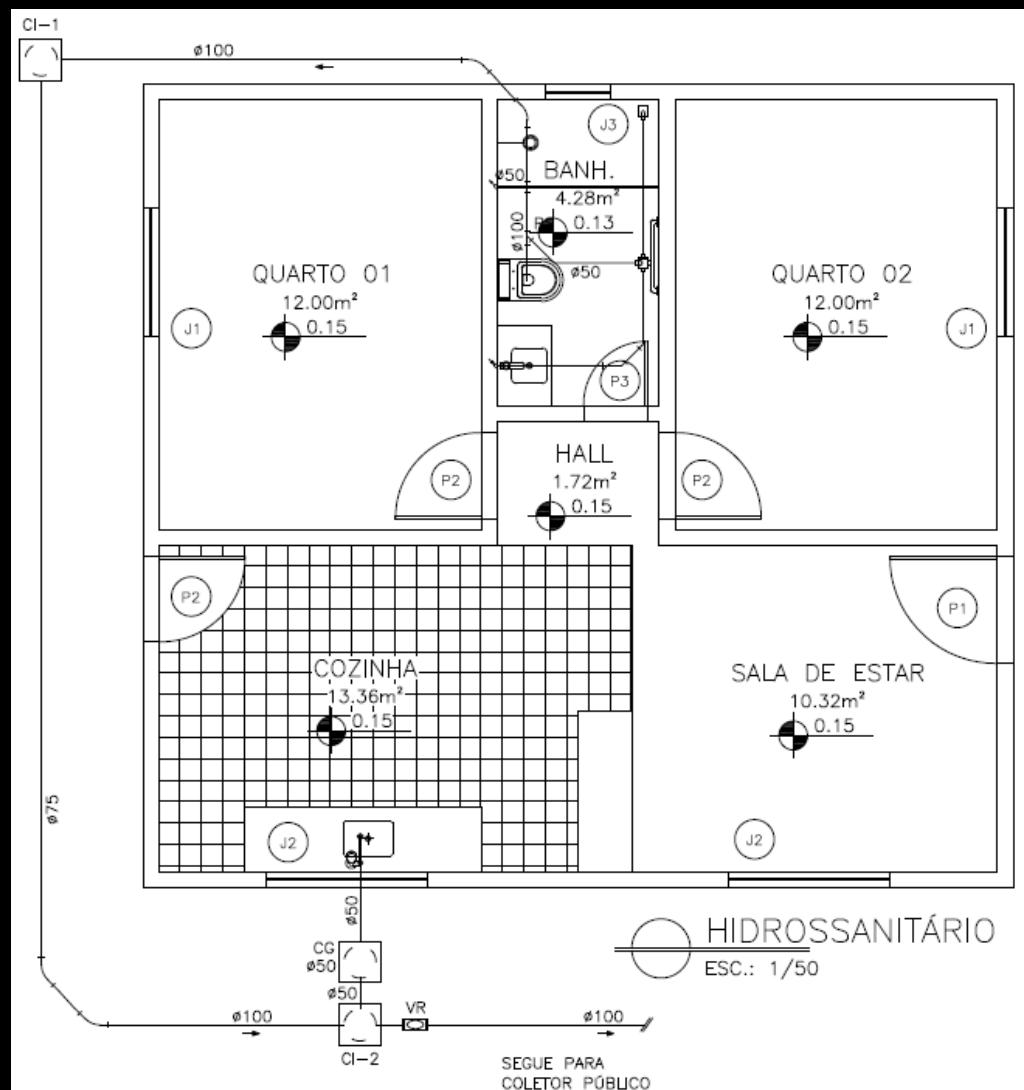 CI-1
ø100
J3
ø50
BANH.
4.28m²
0.13
ø100
ø50
QUARTO 01
12.00m²
0.15
J1
QUARTO 02
12.00m²
0.15
J1
P3
HALL
1.72m²
0.15
P2
P2
P2
P1
COZINHA
13.36m²
0.15
SALA DE ESTAR
10.32m²
0.15
ø75
J2
J2
ø50
HIDROSSANITÁRIO
ESC.: 1/50
CG
ø50
ø50
VR
ø100
ø100
CI-2
SEGUE PARA
COLETOR PÚBLICO